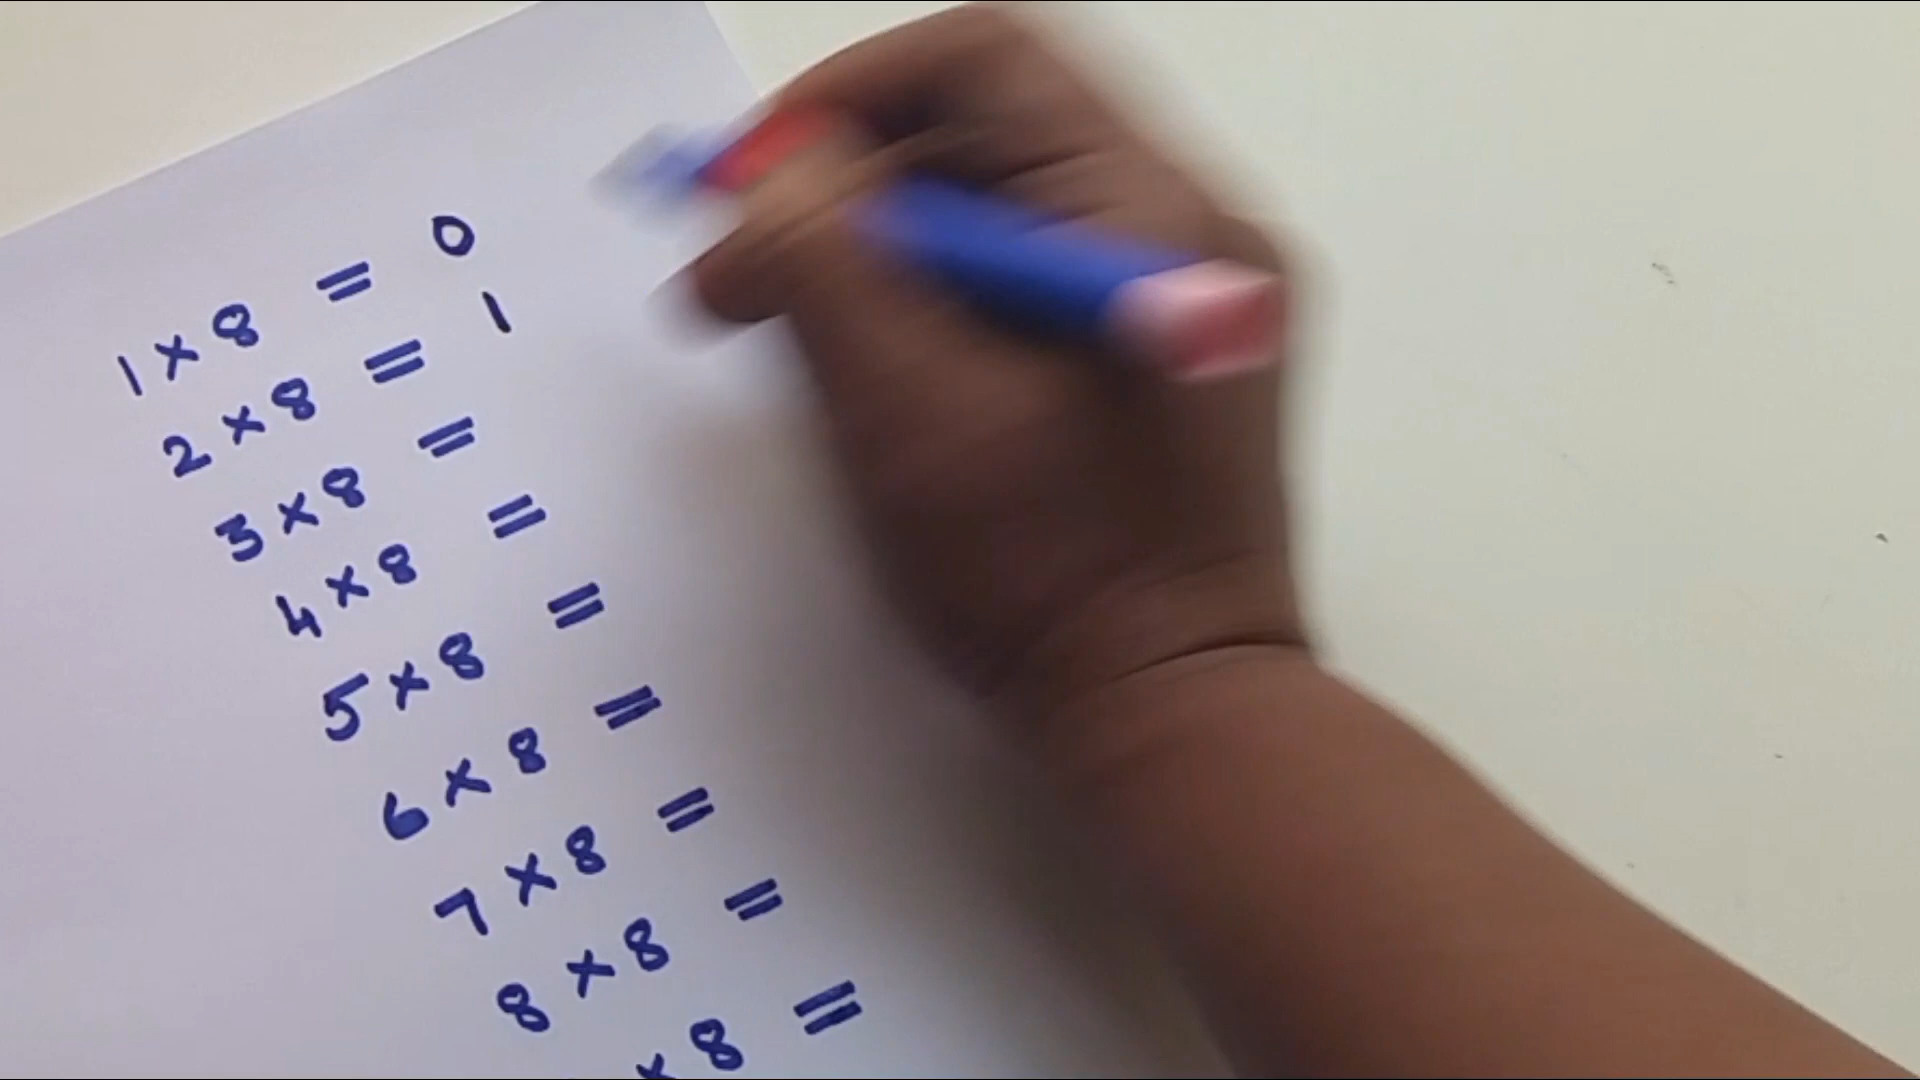 1 × 8 = 0
2 × 8 = 1
3 × 8 =
4 × 8 =
5 × 8 =
6 × 8 =
7 × 8 =
8 × 8 =
× 8 =